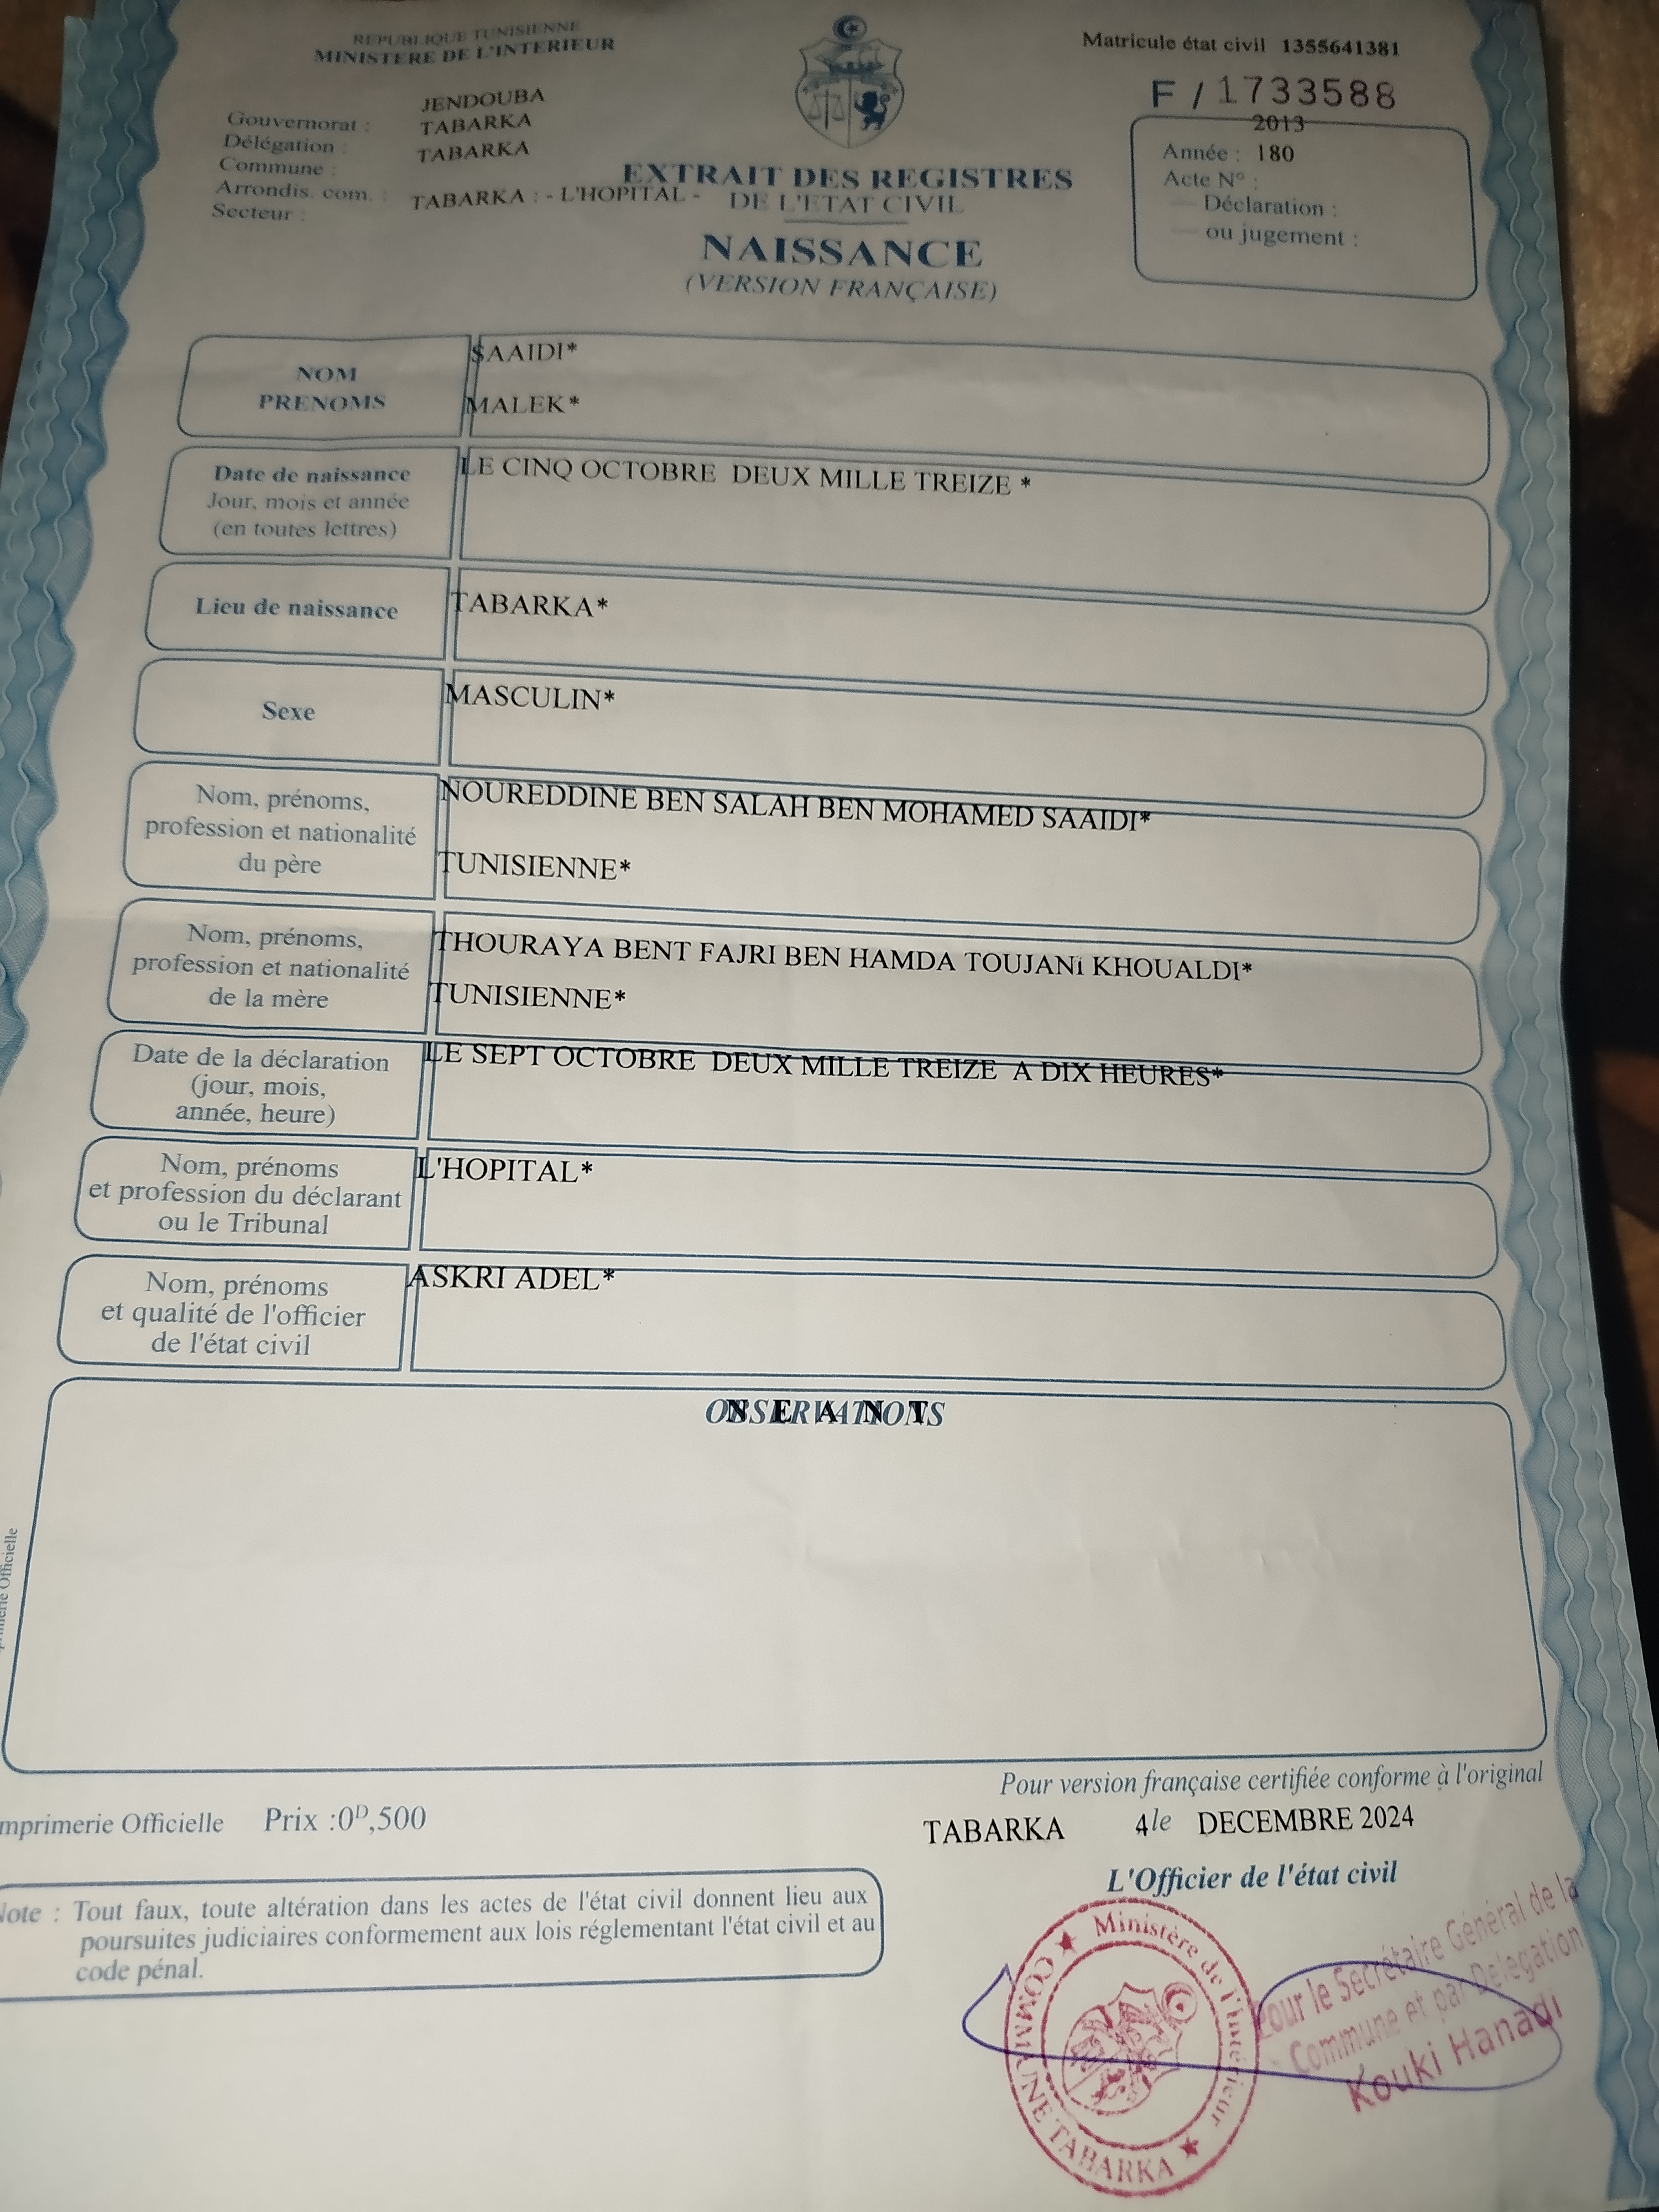 REPUBLIQUE TUNISIENNE
MINISTERE DE L'INTERIEUR
Matricule état civil 1355641381
F / 1733588
Gouvernorat : JENDOUBA
Délégation : TABARKA
Commune : TABARKA
Arrondis. com. :
Secteur : TABARKA : - L'HOPITAL -
EXTRAIT DES REGISTRES
DE L'ETAT CIVIL
NAISSANCE
(VERSION FRANÇAISE)
2013
Année : 180
Acte N° :
Déclaration :
ou jugement :
NOM
PRENOMS
SAAIDI*
MALEK*
Date de naissance
Jour, mois et année
(en toutes lettres)
LE CINQ OCTOBRE DEUX MILLE TREIZE *
Lieu de naissance
TABARKA*
Sexe
MASCULIN*
Nom, prénoms,
profession et nationalité
du père
NOUREDDINE BEN SALAH BEN MOHAMED SAAIDI*
TUNISIENNE*
Nom, prénoms,
profession et nationalité
de la mère
THOURAYA BENT FAJRI BEN HAMDA TOUJANi KHOUALDI*
TUNISIENNE*
Date de la déclaration
(jour, mois,
année, heure)
LE SEPT OCTOBRE DEUX MILLE TREIZE A DIX HEURES*
Nom, prénoms
et profession du déclarant
ou le Tribunal
L'HOPITAL*
Nom, prénoms
et qualité de l'officier
de l'état civil
ASKRI ADEL*
OBSERVATIONS
N E A N T
Officielle
Pour version française certifiée conforme à l'original
mprimerie Officielle Prix :0D,500
TABARKA 4 le DECEMBRE 2024
L'Officier de l'état civil
Note : Tout faux, toute altération dans les actes de l'état civil donnent lieu aux
poursuites judiciaires conformement aux lois réglementant l'état civil et au
code pénal.
Ministère de l'Intérieur
COMMUNE TABARKA
Pour le Secrétaire Général de la
Commune et par Délégation
Kouki Hanadi